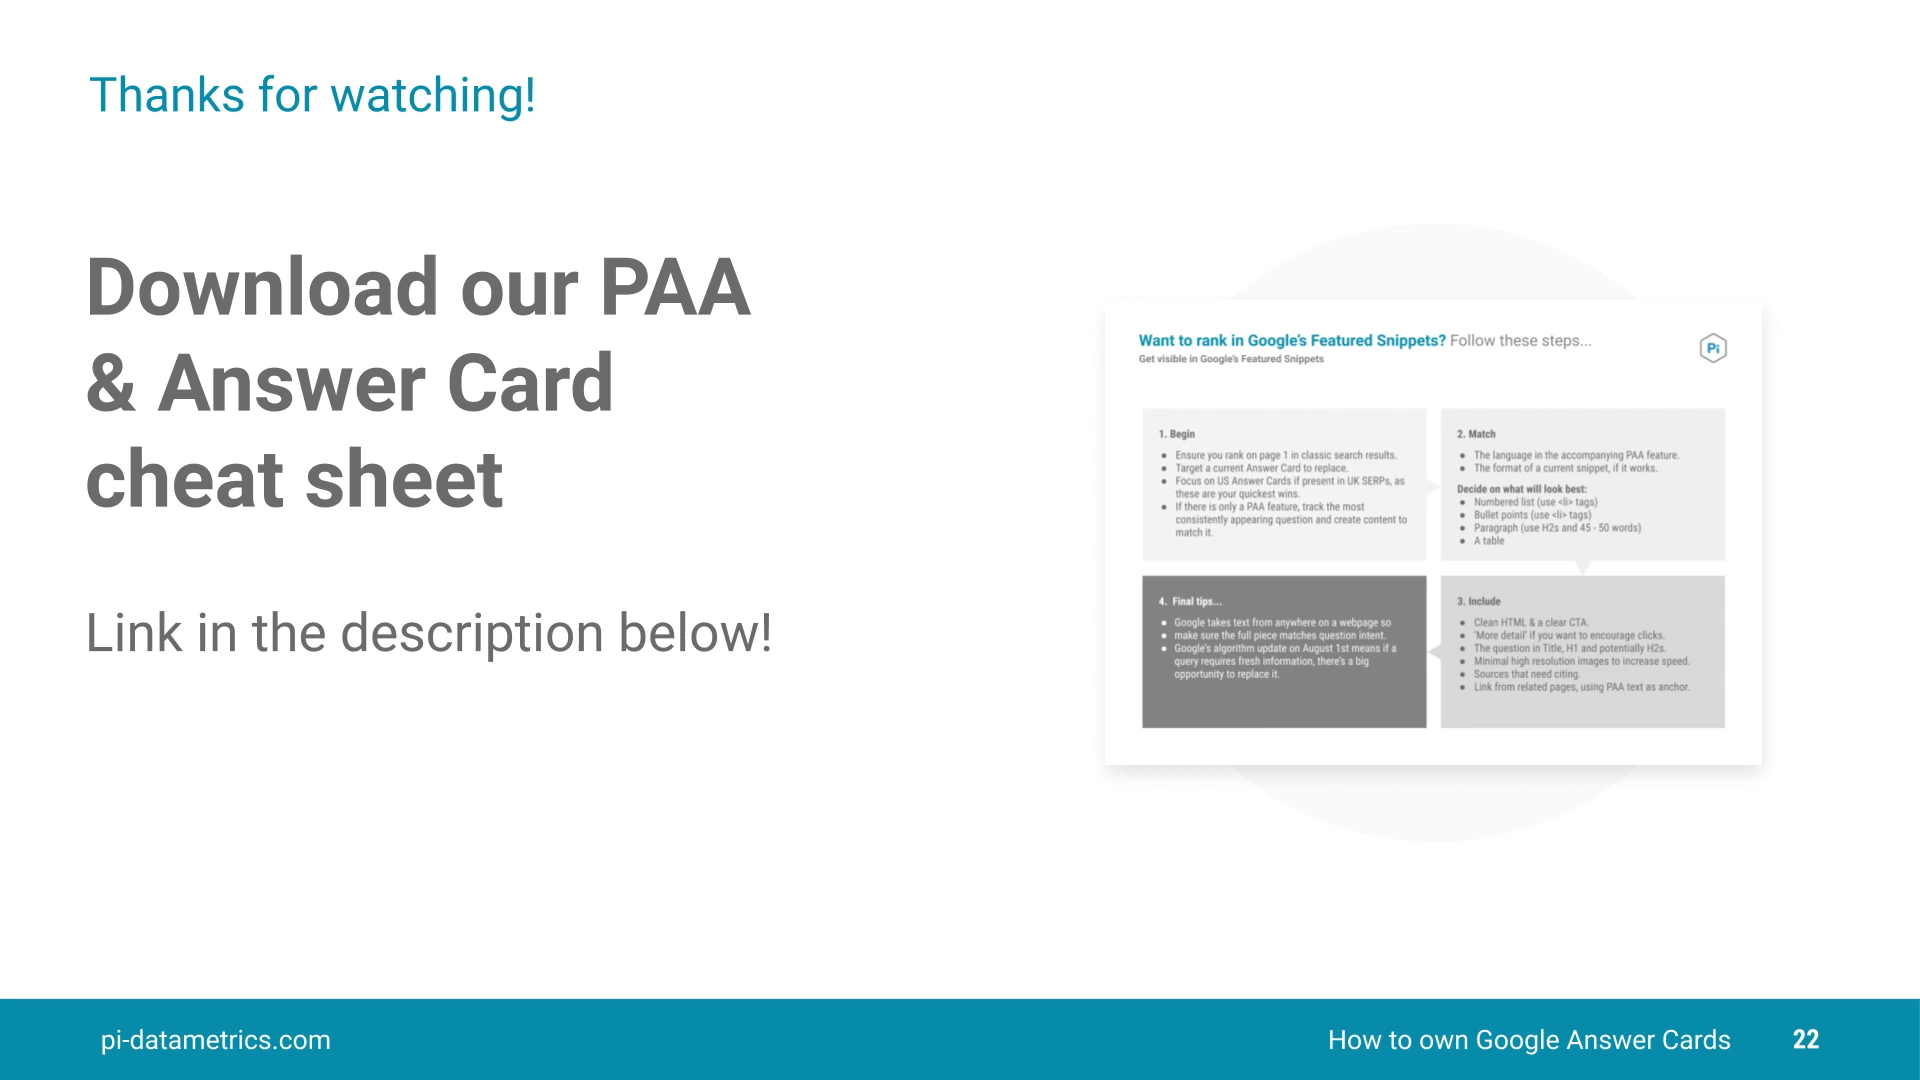 Thanks for watching!
Download our PAA
& Answer Card
cheat sheet
Link in the description below!
Want to rank in Google's Featured Snippets? Follow these steps...
Get visible in Google's Featured Snippets
Pi
1. Begin
● Ensure you rank on page 1 in classic search results.
● Target a current Answer Card to replace.
● Focus on US Answer Cards if present in UK SERPs, as
these are your quickest wins.
● If there is only a PAA feature, track the most
consistently appearing question and create content to
match it.
2. Match
● The language in the accompanying PAA feature.
● The format of a current snippet, if it works.
Decide on what will look best:
● Numbered list (use <li> tags)
● Bullet points (use <li> tags)
● Paragraph (use H2s and 45 - 50 words)
● A table
3. Include
● Clean HTML & a clear CTA.
● 'More detail' if you want to encourage clicks.
● The question in Title, H1 and potentially H2s.
● Minimal high resolution images to increase speed.
● Sources that need citing.
● Link from related pages, using PAA text as anchor.
4. Final tips...
● Google takes text from anywhere on a webpage so
● make sure the full piece matches question intent.
● Google's algorithm update on August 1st means if a
query requires fresh information, there's a big
opportunity to replace it.
pi-datametrics.com
How to own Google Answer Cards 22